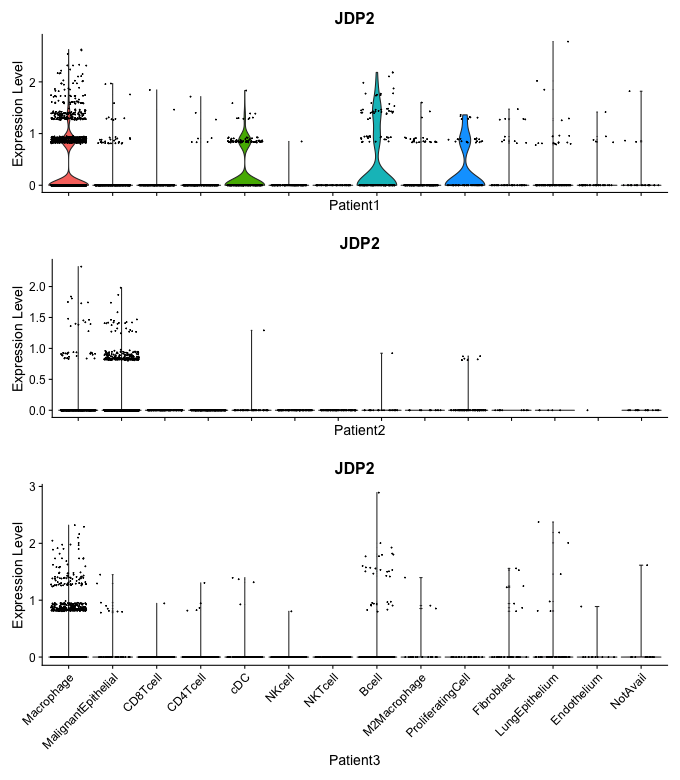 JDP2
Expression Level
2
1
0
Patient1
JDP2
Expression Level
2.0
1.5
1.0
0.5
0.0
Patient2
JDP2
Expression Level
3
2
1
0
Macrophage
MalignantEpithelial
CD8Tcell
CD4Tcell
cDC
NKcell
NKTcell
Bcell
M2Macrophage
ProliferatingCell
Fibroblast
LungEpithelium
Endothelium
NotAvail
Patient3